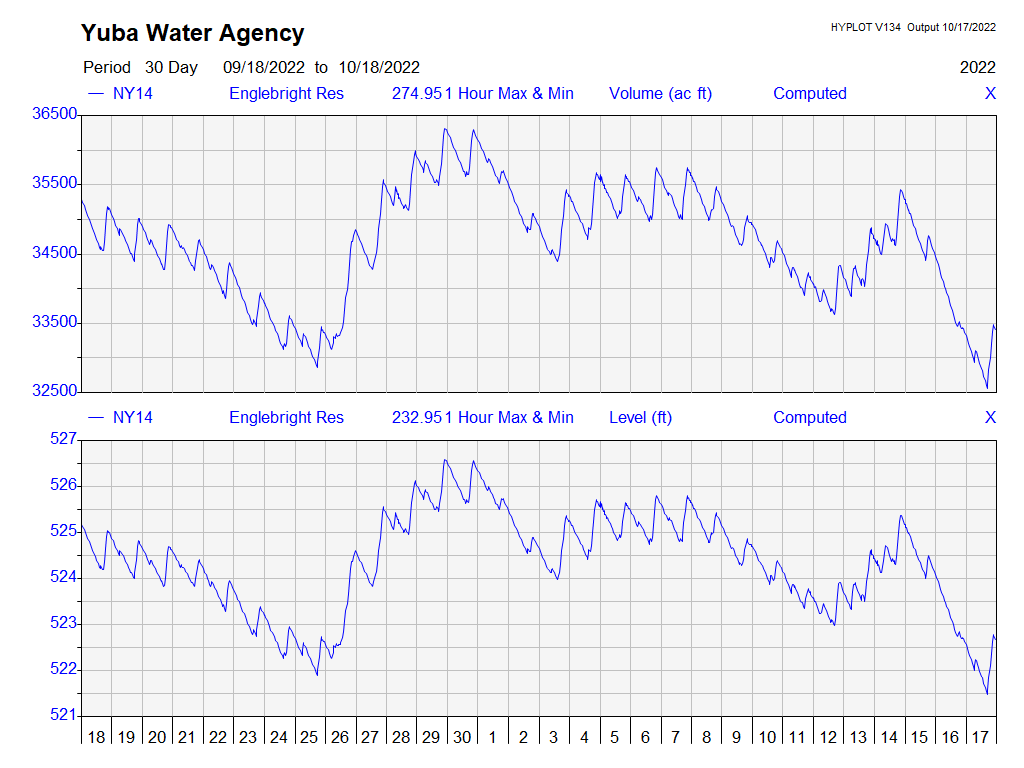 Yuba Water Agency
HYPLOT V134 Output 10/17/2022
Period 30 Day 09/18/2022 to 10/18/2022 2022
— NY14 Englebright Res 274.951 Hour Max & Min Volume (ac ft) Computed X
36500
35500
34500
33500
32500
— NY14 Englebright Res 232.951 Hour Max & Min Level (ft) Computed X
527
526
525
524
523
522
521
18 19 20 21 22 23 24 25 26 27 28 29 30 1 2 3 4 5 6 7 8 9 10 11 12 13 14 15 16 17